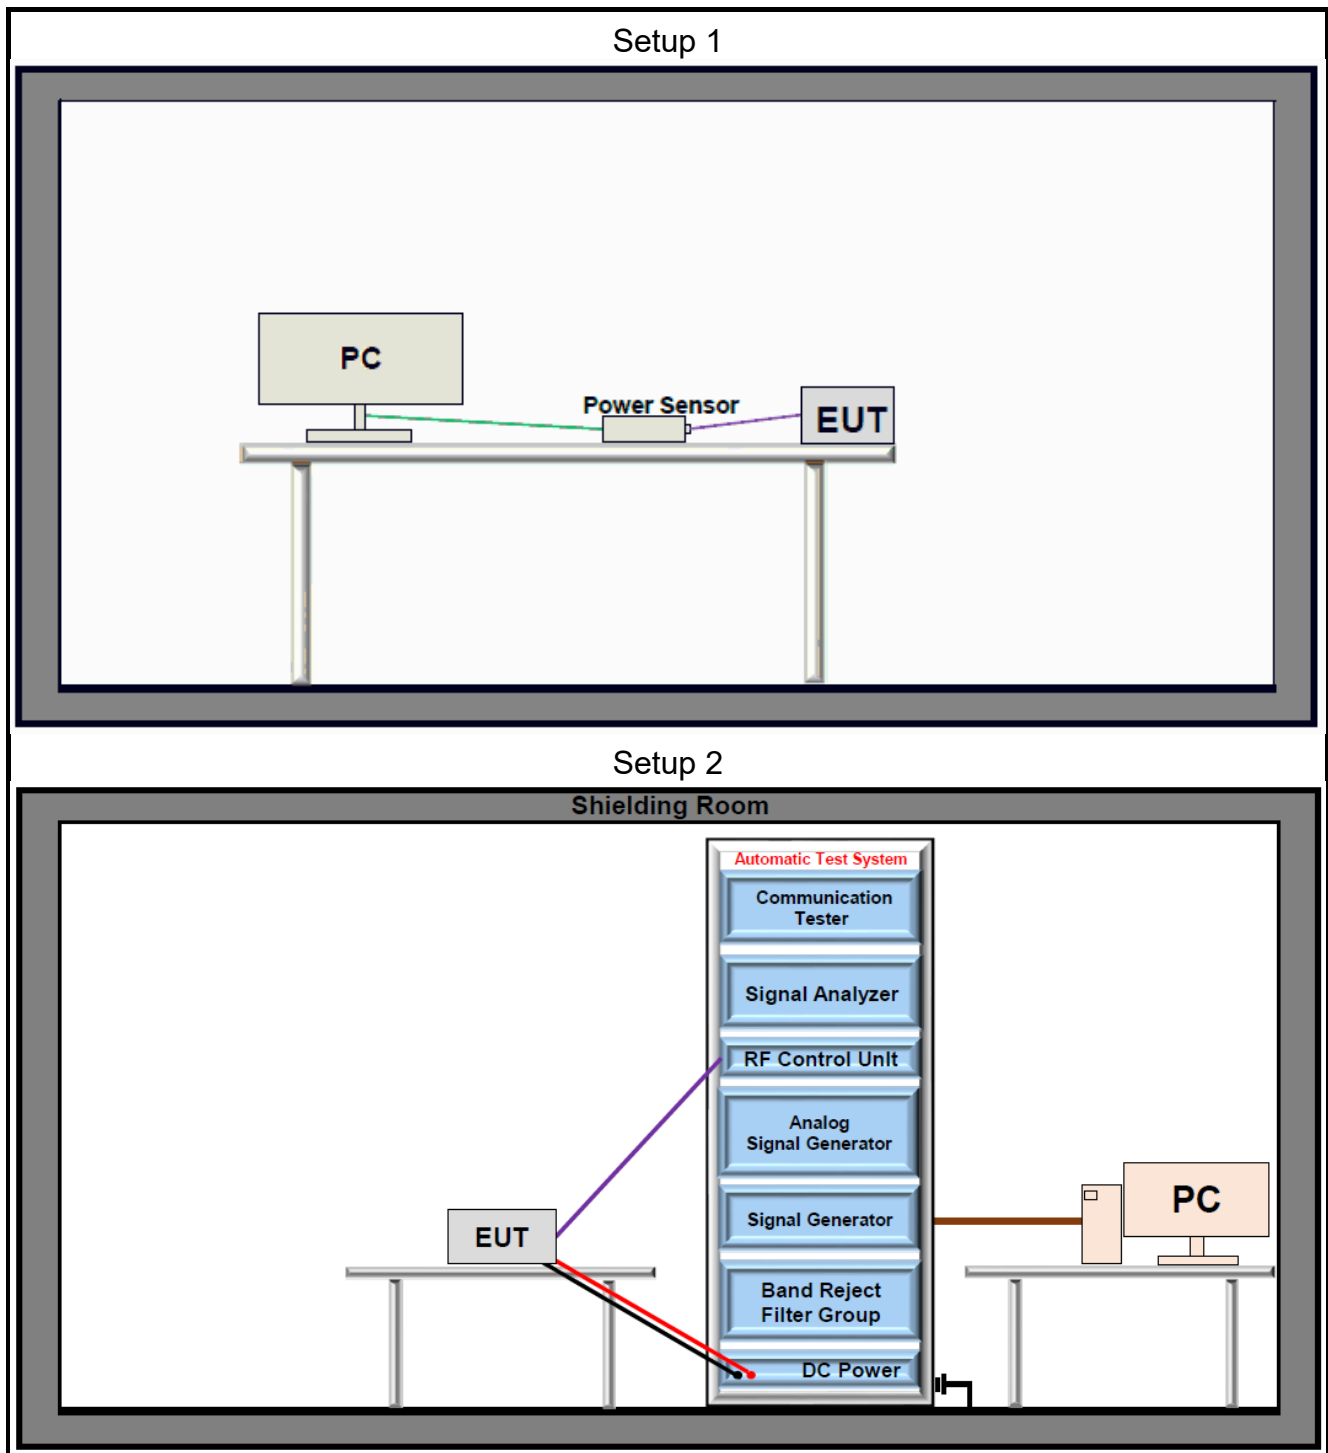 Setup 1
PC
Power Sensor
EUT
Setup 2
Shielding Room
Automatic Test System
Communication
Tester
Signal Analyzer
RF Control UnIt
Analog
Signal Generator
Signal Generator
Band Reject
Filter Group
DC Power
EUT
PC